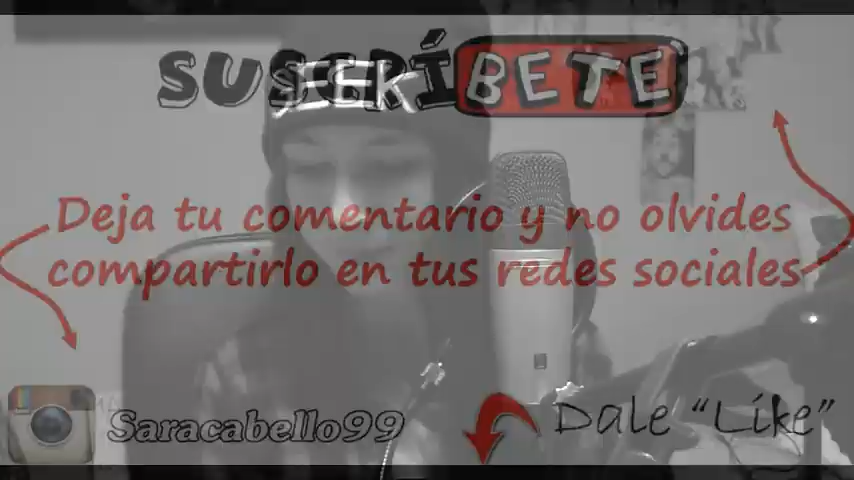 SUSCRÍBETE
Deja tu comentario y no olvides
compartirlo en tus redes sociales
Saracabello99
Dale “Like”